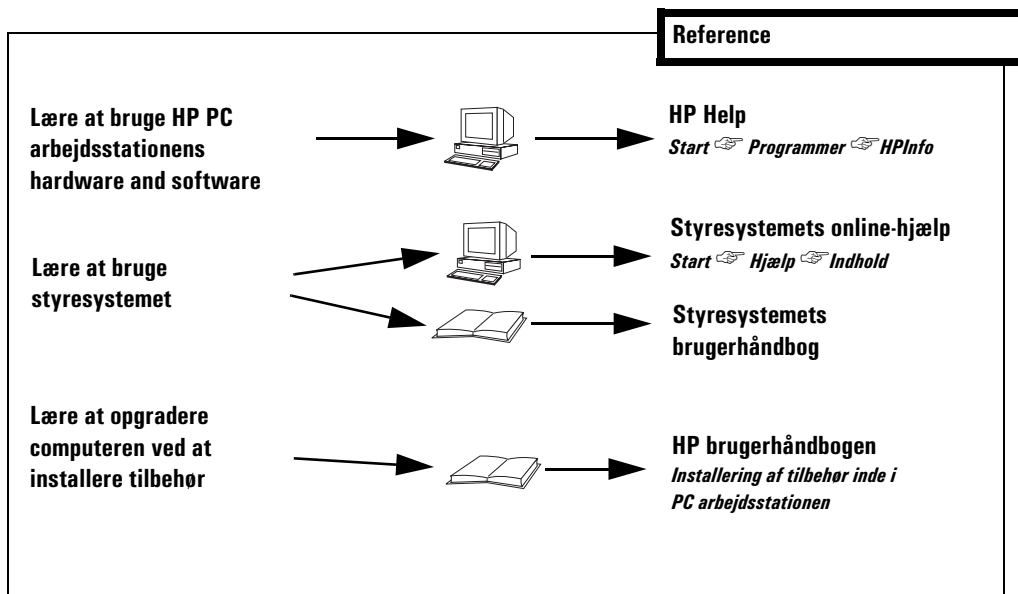 Reference
Lære at bruge HP PC
arbejdsstationens
hardware and software
HP Help
Start ☞ Programmer ☞ HPInfo
Lære at bruge
styresystemet
Styresystemets online-hjælp
Start ☞ Hjælp ☞ Indhold
Styresystemets
brugerhåndbog
Lære at opgradere
computeren ved at
installere tilbehør
HP brugerhåndbogen
Installering af tilbehør inde i
PC arbejdsstationen